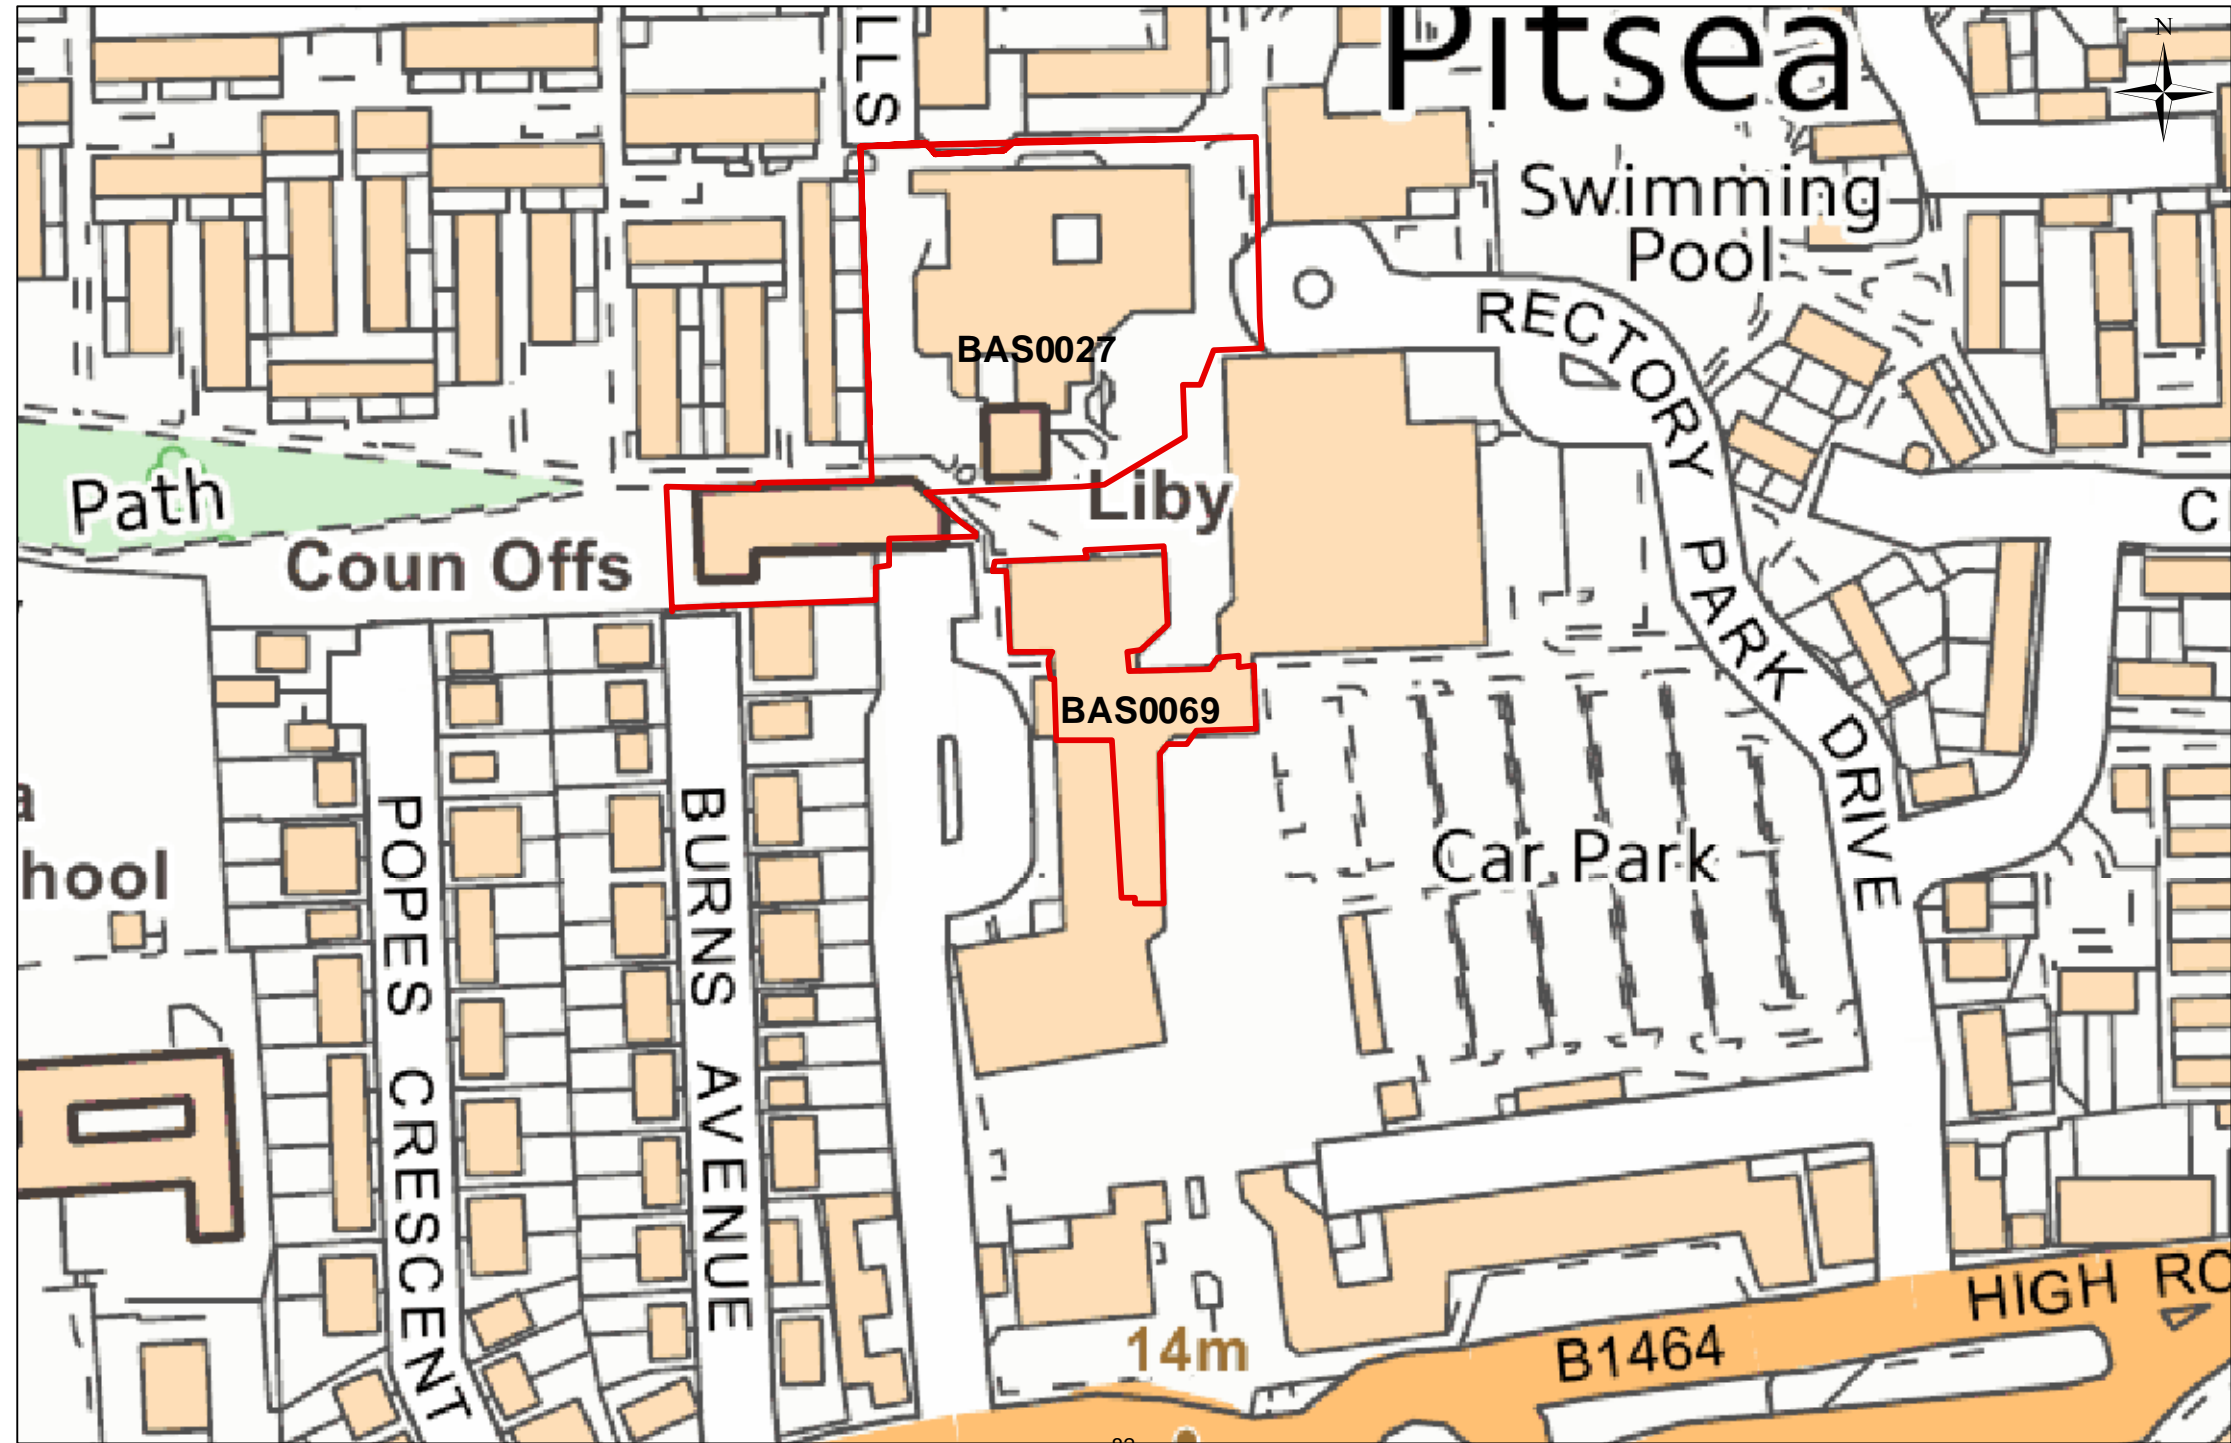 LLS
Pitsea
N
Swimming
Pool
RECTORY PARK DRIVE
BAS0027
Path
Liby
C
Coun Offs
BAS0069
a
hool
Car Park
POPES CRESCENT
BURNS AVENUE
HIGH RO
14m
B1464